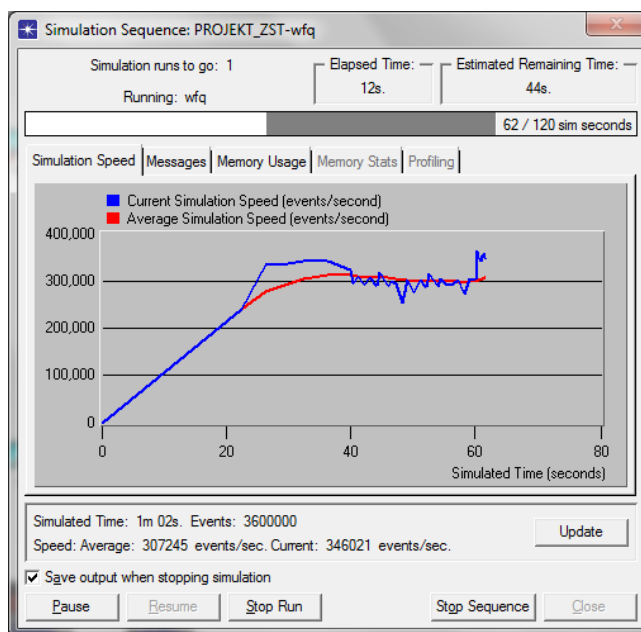 Simulation Sequence: PROJEKT_ZST-wfq
Simulation runs to go: 1
Running: wfq
Elapsed Time:
12s.
Estimated Remaining Time:
44s.
62 / 120 sim seconds
Simulation Speed Messages Memory Usage Memory Stats Profiling
Current Simulation Speed (events/second)
Average Simulation Speed (events/second)
400,000
300,000
200,000
100,000
0
0 20 40 60 80
Simulated Time (seconds)
Simulated Time: 1m 02s. Events: 3600000
Speed: Average: 307245 events/sec. Current: 346021 events/sec.
Update
Save output when stopping simulation
Pause Resume Stop Run Stop Sequence Close